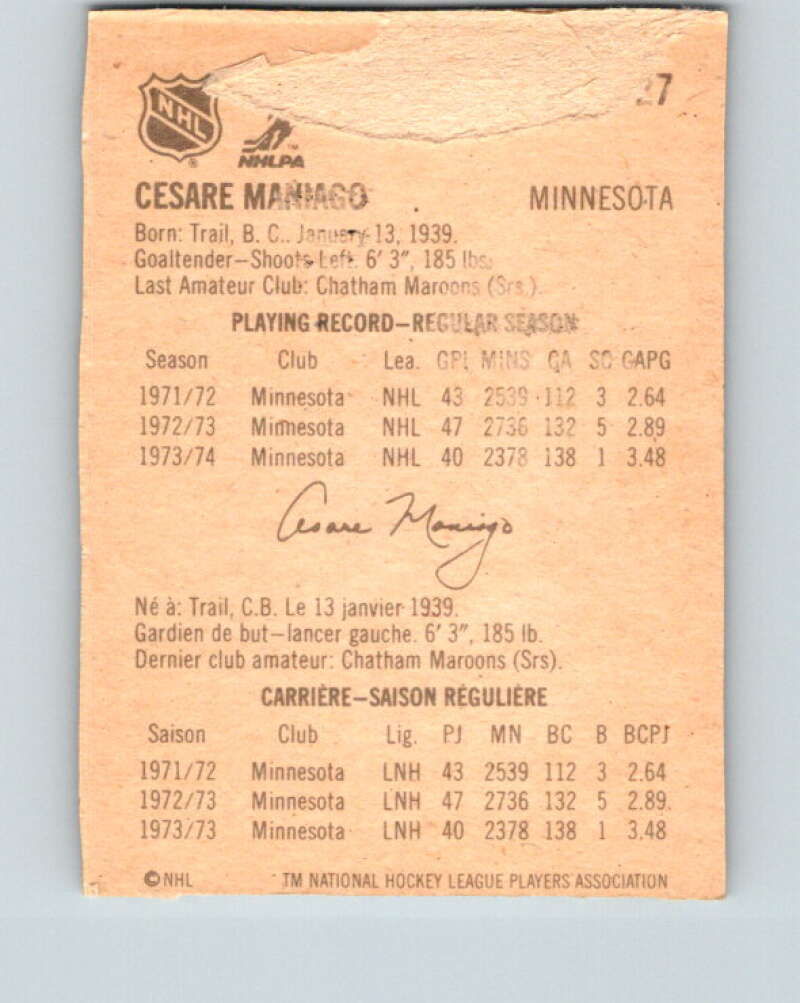 27
NHL
NHLPA
CESARE MANIAGO MINNESOTA
Born: Trail, B. C.. January 13, 1939.
Goaltender—Shoots Left. 6′ 3″, 185 lbs.
Last Amateur Club: Chatham Maroons (Srs.).
PLAYING RECORD—REGULAR SEASON
Season Club Lea. GPI MINS GA SO GAPG
1971/72 Minnesota NHL 43 2539 112 3 2.64
1972/73 Minnesota NHL 47 2736 132 5 2.89
1973/74 Minnesota NHL 40 2378 138 1 3.48
Cesare Maniago
Né à: Trail, C.B. Le 13 janvier 1939.
Gardien de but—lancer gauche. 6′ 3″, 185 lb.
Dernier club amateur: Chatham Maroons (Srs).
CARRIÈRE—SAISON RÉGULIÈRE
Saison Club Lig. PJ MN BC B BCPJ
1971/72 Minnesota LNH 43 2539 112 3 2.64
1972/73 Minnesota LNH 47 2736 132 5 2.89.
1973/73 Minnesota LNH 40 2378 138 1 3.48
©NHL TM NATIONAL HOCKEY LEAGUE PLAYERS ASSOCIATION